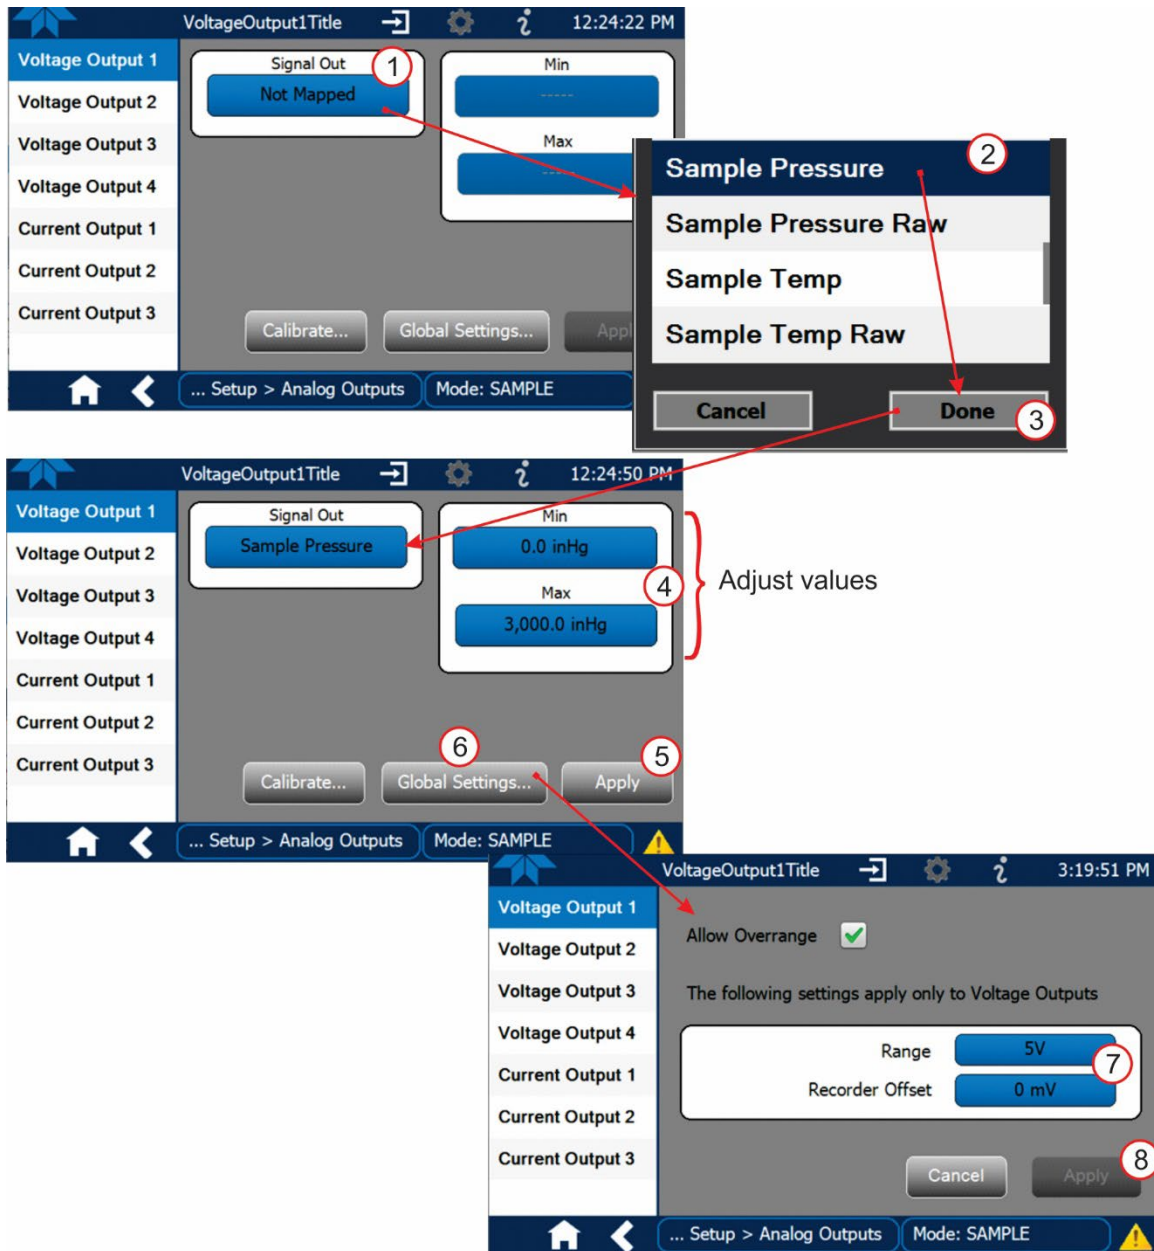 VoltageOutput1Title
12:24:22 PM
Voltage Output 1
Voltage Output 2
Voltage Output 3
Voltage Output 4
Current Output 1
Current Output 2
Current Output 3
Signal Out
1
Not Mapped
Min
-----
Max
-----
Calibrate...
Global Settings...
Appl
... Setup > Analog Outputs
Mode: SAMPLE
Sample Pressure
2
Sample Pressure Raw
Sample Temp
Sample Temp Raw
Cancel
Done
3
VoltageOutput1Title
12:24:50 PM
Voltage Output 1
Voltage Output 2
Voltage Output 3
Voltage Output 4
Current Output 1
Current Output 2
Current Output 3
Signal Out
Sample Pressure
Min
0.0 inHg
4
Max
3,000.0 inHg
Adjust values
6
5
Calibrate...
Global Settings...
Apply
... Setup > Analog Outputs
Mode: SAMPLE
VoltageOutput1Title
3:19:51 PM
Voltage Output 1
Voltage Output 2
Voltage Output 3
Voltage Output 4
Current Output 1
Current Output 2
Current Output 3
Allow Overrange
The following settings apply only to Voltage Outputs
Range
5V
7
Recorder Offset
0 mV
Cancel
Apply
8
... Setup > Analog Outputs
Mode: SAMPLE